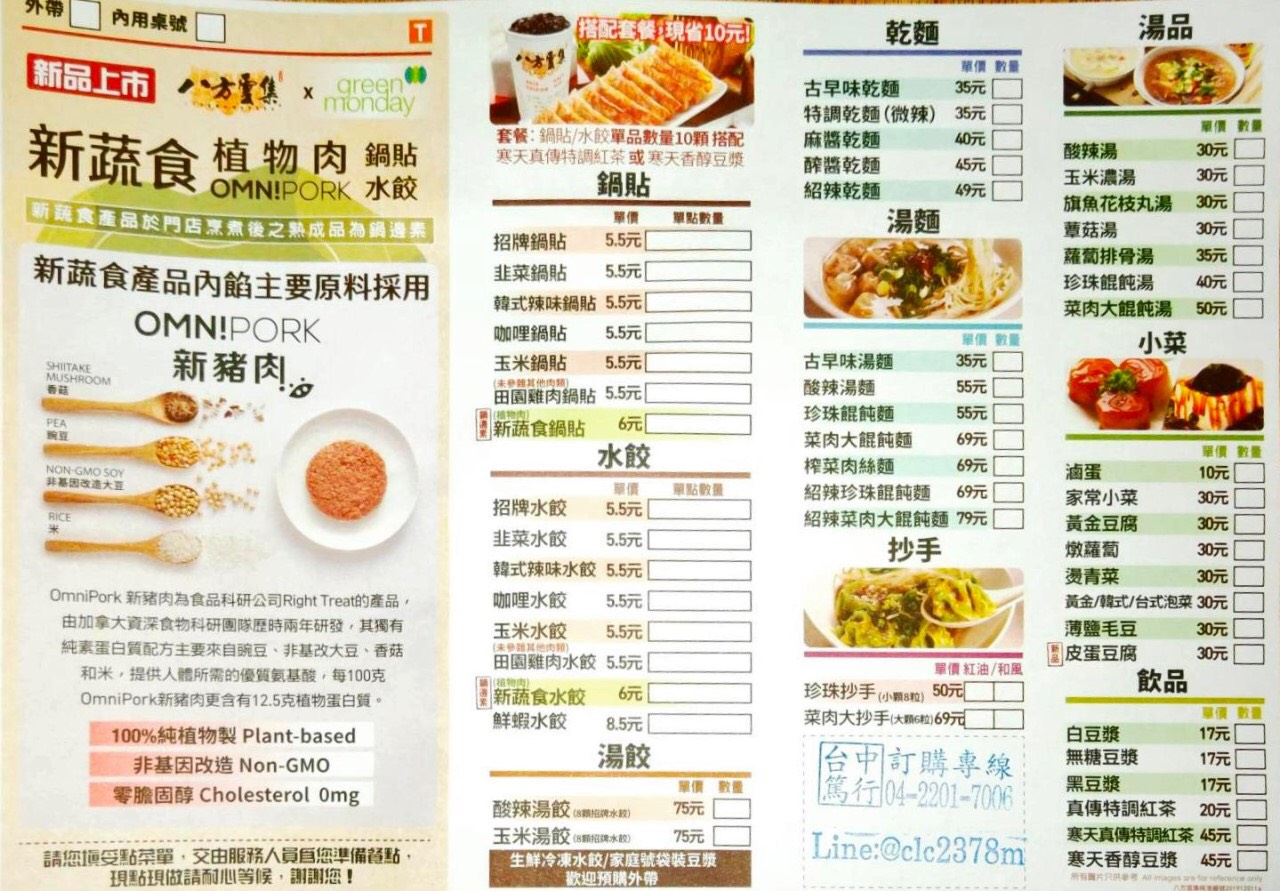 外帶 內用桌號
T
新品上市 八方雲集 x green monday
新蔬食 植物肉 OMN!PORK 鍋貼 水餃
新蔬食產品於門店烹煮後之熟成品為鍋邊素
新蔬食產品內餡主要原料採用
OMN!PORK
新豬肉
SHIITAKE
MUSHROOM
香菇
PEA
豌豆
NON-GMO SOY
非基因改造大豆
RICE
米
OmniPork 新豬肉為食品科研公司Right Treat的產品，
由加拿大資深食物科研團隊歷時兩年研發，其獨有
純素蛋白質配方主要來自豌豆、非基改大豆、香菇
和米，提供人體所需的優質氨基酸，每100克
OmniPork新豬肉更含有12.5克植物蛋白質。
100%純植物製 Plant-based
非基因改造 Non-GMO
零膽固醇 Cholesterol 0mg
請您填妥點菜單，交由服務人員為您準備餐點，
現點現做請耐心等候，謝謝您！
搭配套餐，現省10元!
八方雲集
套餐：鍋貼/水餃單品數量10顆 搭配
寒天真傳特調紅茶 或 寒天香醇豆漿
鍋貼
單價 單點數量
招牌鍋貼 5.5元
韭菜鍋貼 5.5元
韓式辣味鍋貼 5.5元
咖哩鍋貼 5.5元
玉米鍋貼 5.5元
(未參雜其他肉類)
田園雞肉鍋貼 5.5元
鍋邊素 (植物肉)
新蔬食鍋貼 6元
水餃
單價 單點數量
招牌水餃 5.5元
韭菜水餃 5.5元
韓式辣味水餃 5.5元
咖哩水餃 5.5元
玉米水餃 5.5元
(未參雜其他肉類)
田園雞肉水餃 5.5元
鍋邊素 (植物肉)
新蔬食水餃 6元
鮮蝦水餃 8.5元
湯餃
單價 數量
酸辣湯餃 (8顆招牌水餃) 75元
玉米湯餃 (8顆招牌水餃) 75元
生鮮冷凍水餃/家庭號袋裝豆漿
歡迎預購外帶
乾麵
單價 數量
古早味乾麵 35元
特調乾麵(微辣) 35元
麻醬乾麵 40元
醡醬乾麵 45元
紹辣乾麵 49元
湯麵
單價 數量
古早味湯麵 35元
酸辣湯麵 55元
珍珠餛飩麵 55元
菜肉大餛飩麵 69元
榨菜肉絲麵 69元
紹辣珍珠餛飩麵 69元
紹辣菜肉大餛飩麵 79元
抄手
單價 紅油/和風
珍珠抄手 (小顆8粒) 50元
菜肉大抄手 (大顆6粒) 69元
台中篤行 訂購專線
04-2201-7006
Line:@clc2378m
湯品
單價 數量
酸辣湯 30元
玉米濃湯 30元
旗魚花枝丸湯 30元
蕈菇湯 30元
蘿蔔排骨湯 35元
珍珠餛飩湯 40元
菜肉大餛飩湯 50元
小菜
單價 數量
滷蛋 10元
家常小菜 30元
黃金豆腐 30元
燉蘿蔔 30元
燙青菜 30元
黃金/韓式/台式泡菜 30元
薄鹽毛豆 30元
新品 皮蛋豆腐 30元
飲品
單價 數量
白豆漿 17元
無糖豆漿 17元
黑豆漿 17元
真傳特調紅茶 20元
寒天真傳特調紅茶 45元
寒天香醇豆漿 45元
所有圖片只供參考 All images are for reference only